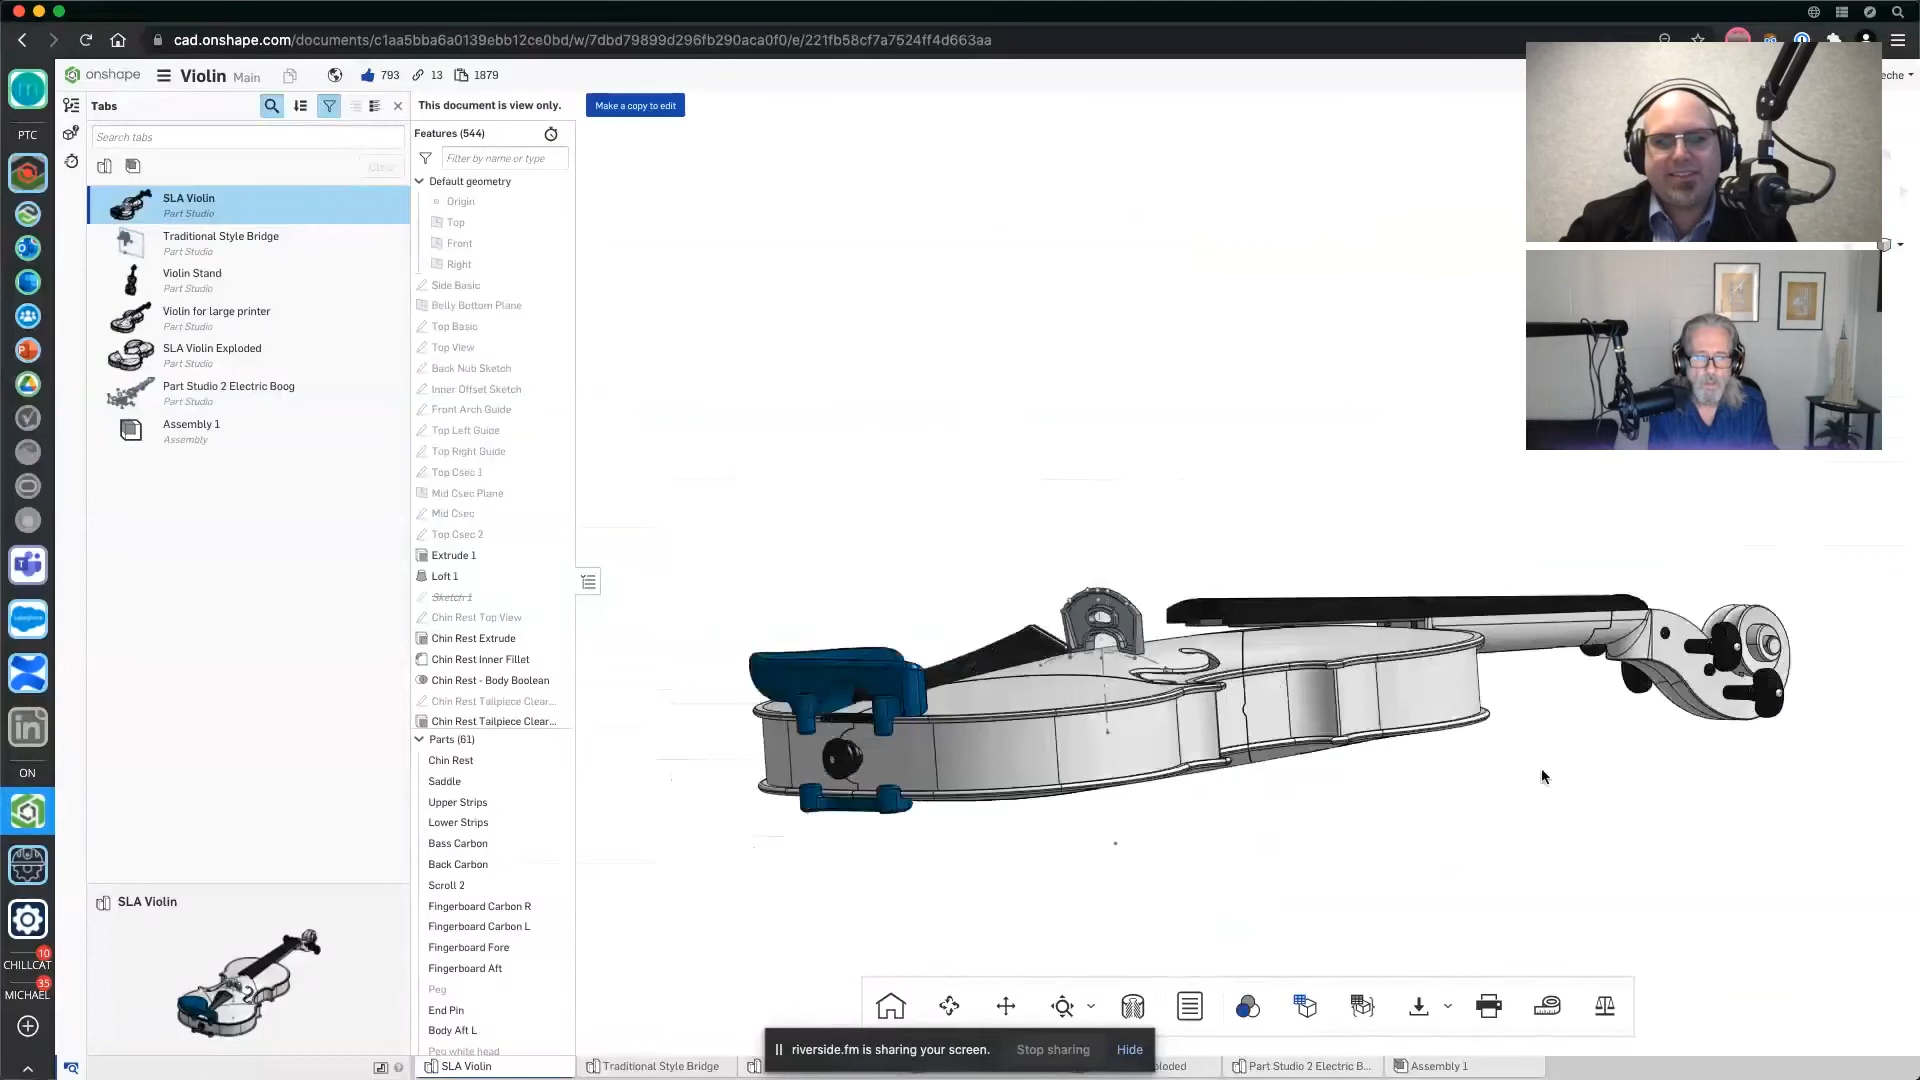 cad.onshape.com/documents/c1aa5bba6a0139ebb12ce0bd/w/7dbd79899d296fb290aca0f0/e/221fb58cf7a7524ff4d663aa
onshape
Violin Main
793
13
1879
eche
PTC
Tabs
Search tabs
Clear
SLA Violin
Part Studio
Traditional Style Bridge
Part Studio
Violin Stand
Part Studio
Violin for large printer
Part Studio
SLA Violin Exploded
Part Studio
Part Studio 2 Electric Boog
Part Studio
Assembly 1
Assembly
SLA Violin
This document is view only.
Make a copy to edit
Features (544)
Filter by name or type
Default geometry
Origin
Top
Front
Right
Side Basic
Belly Bottom Plane
Top Basic
Top View
Back Nub Sketch
Inner Offset Sketch
Front Arch Guide
Top Left Guide
Top Right Guide
Top Csec 1
Mid Csec Plane
Mid Csec
Top Csec 2
Extrude 1
Loft 1
Sketch 1
Chin Rest Top View
Chin Rest Extrude
Chin Rest Inner Fillet
Chin Rest - Body Boolean
Chin Rest Tailpiece Clear...
Chin Rest Tailpiece Clear...
Parts (61)
Chin Rest
Saddle
Upper Strips
Lower Strips
Bass Carbon
Back Carbon
Scroll 2
Fingerboard Carbon R
Fingerboard Carbon L
Fingerboard Fore
Fingerboard Aft
Peg
End Pin
Body Aft L
Peg white head
ON
10
CHILLCAT
35
MICHAEL
riverside.fm is sharing your screen.
Stop sharing
Hide
SLA Violin
Traditional Style Bridge
ploded
Part Studio 2 Electric B...
Assembly 1